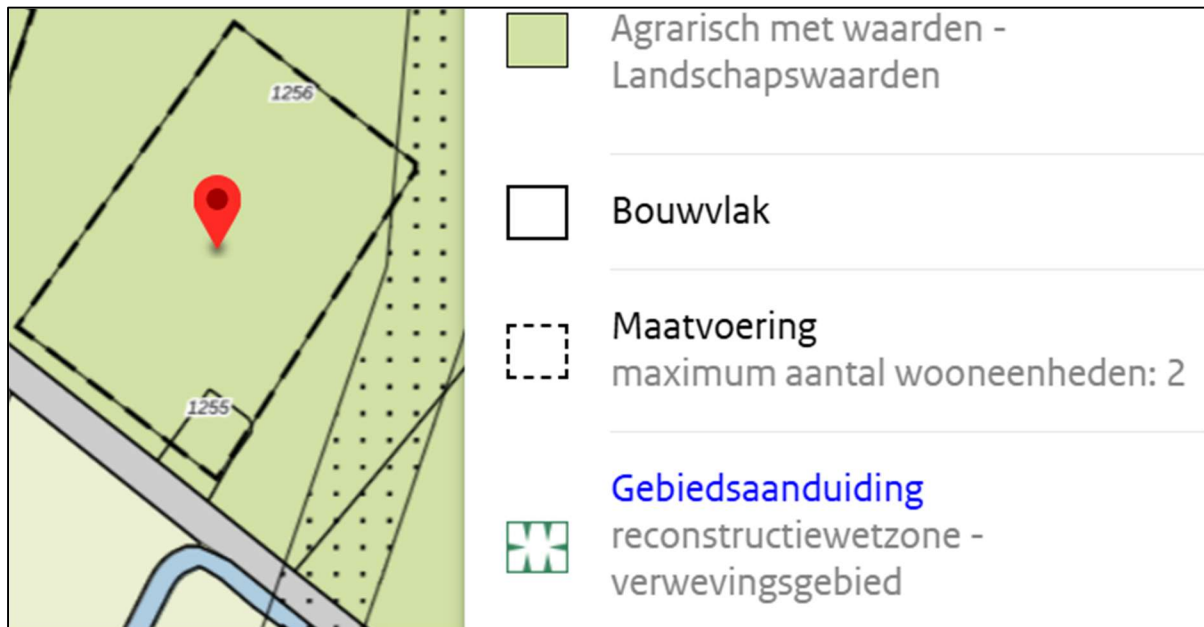 1256
1255
Agrarisch met waarden -
Landschapswaarden
Bouwvlak
Maatvoering
maximum aantal wooneenheden: 2
Gebiedsaanduiding
reconstructiewetzone -
verwevingsgebied